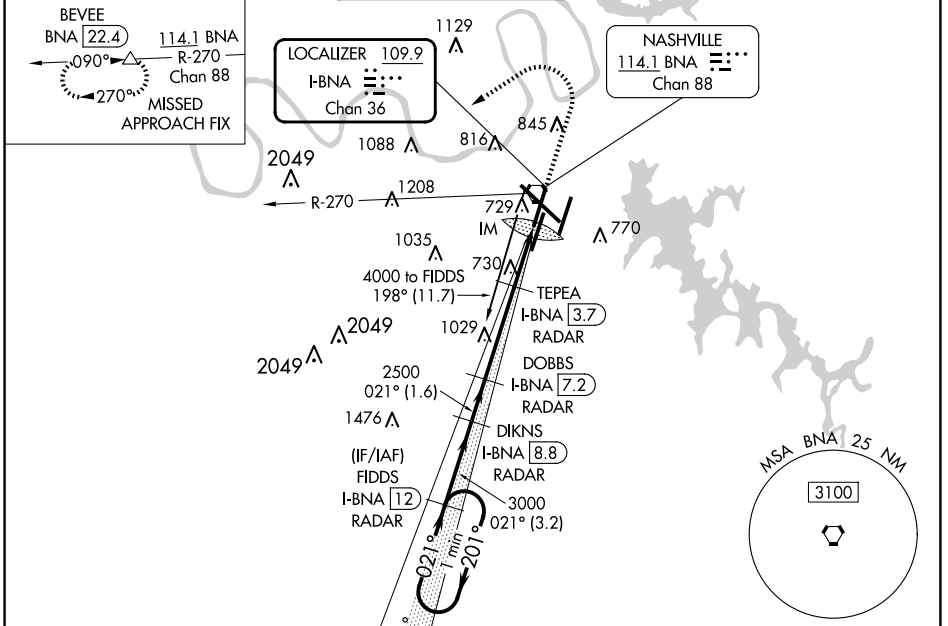 BEVEE
BNA 22.4
090°
270°
114.1 BNA
R-270
Chan 88
MISSED
APPROACH FIX
LOCALIZER 109.9
I-BNA
Chan 36
1129
NASHVILLE
114.1 BNA
Chan 88
845
816
1088
2049
1208
R-270
729
IM
770
1035
730
4000 to FIDDS
198° (11.7)
TEPEA
I-BNA 3.7
RADAR
1029
2049
2049
DOBBS
I-BNA 7.2
RADAR
2500
021° (1.6)
1476
DIKNS
I-BNA 8.8
RADAR
(IF/IAF)
FIDDS
I-BNA 12
RADAR
3000
021° (3.2)
021°
1 min
201°
MSA BNA 25 NM
3100